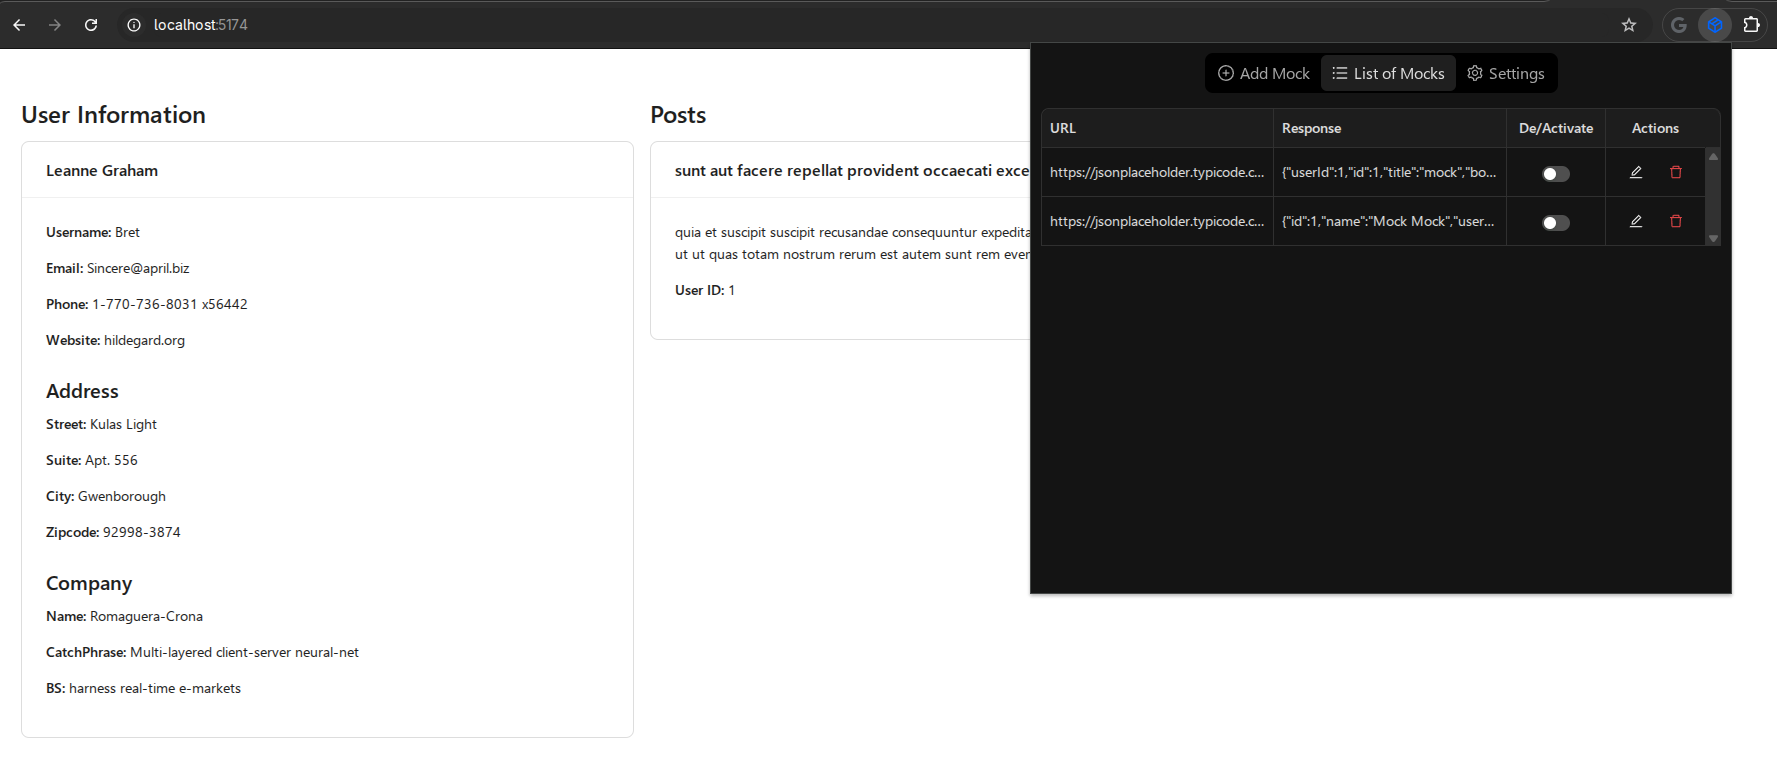 localhost:5174
User Information
Leanne Graham
Username: Bret
Email: Sincere@april.biz
Phone: 1-770-736-8031 x56442
Website: hildegard.org
Address
Street: Kulas Light
Suite: Apt. 556
City: Gwenborough
Zipcode: 92998-3874
Company
Name: Romaguera-Crona
CatchPhrase: Multi-layered client-server neural-net
BS: harness real-time e-markets
Posts
sunt aut facere repellat provident occaecati exce
quia et suscipit suscipit recusandae consequuntur expedita
ut ut quas totam nostrum rerum est autem sunt rem ever
User ID: 1
Add Mock List of Mocks Settings
URL Response De/Activate Actions
https://jsonplaceholder.typicode.c... {"userId":1,"id":1,"title":"mock","bo...
https://jsonplaceholder.typicode.c... {"id":1,"name":"Mock Mock","user...